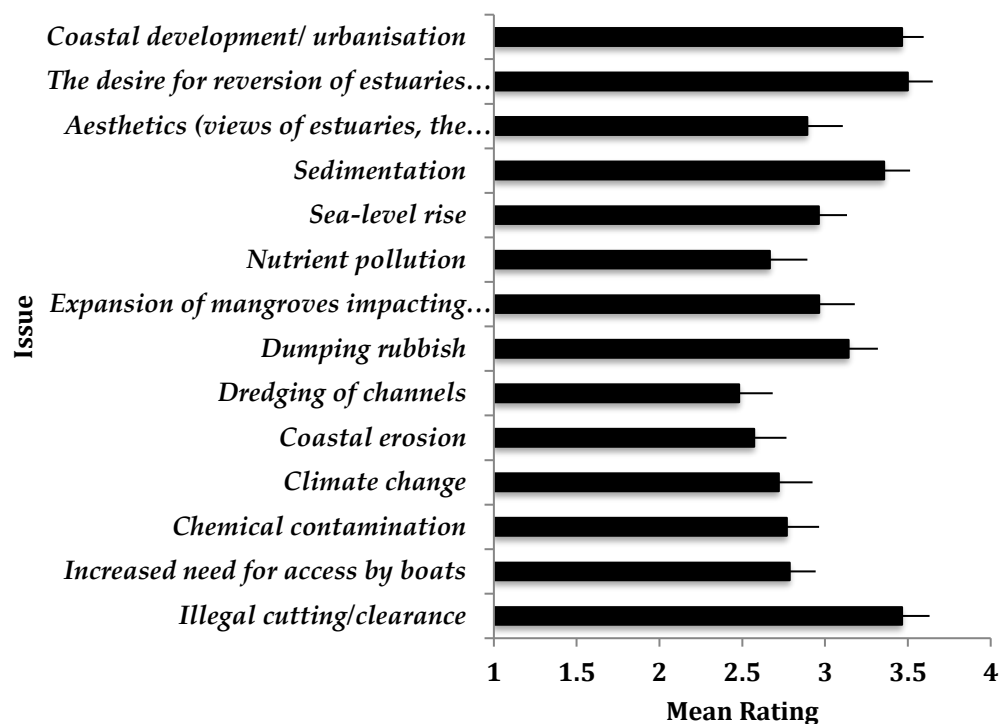 Coastal development/ urbanisation
The desire for reversion of estuaries…
Aesthetics (views of estuaries, the…
Sedimentation
Sea-level rise
Nutrient pollution
Expansion of mangroves impacting…
Dumping rubbish
Dredging of channels
Coastal erosion
Climate change
Chemical contamination
Increased need for access by boats
Illegal cutting/clearance
Issue
1 1.5 2 2.5 3 3.5 4
Mean Rating